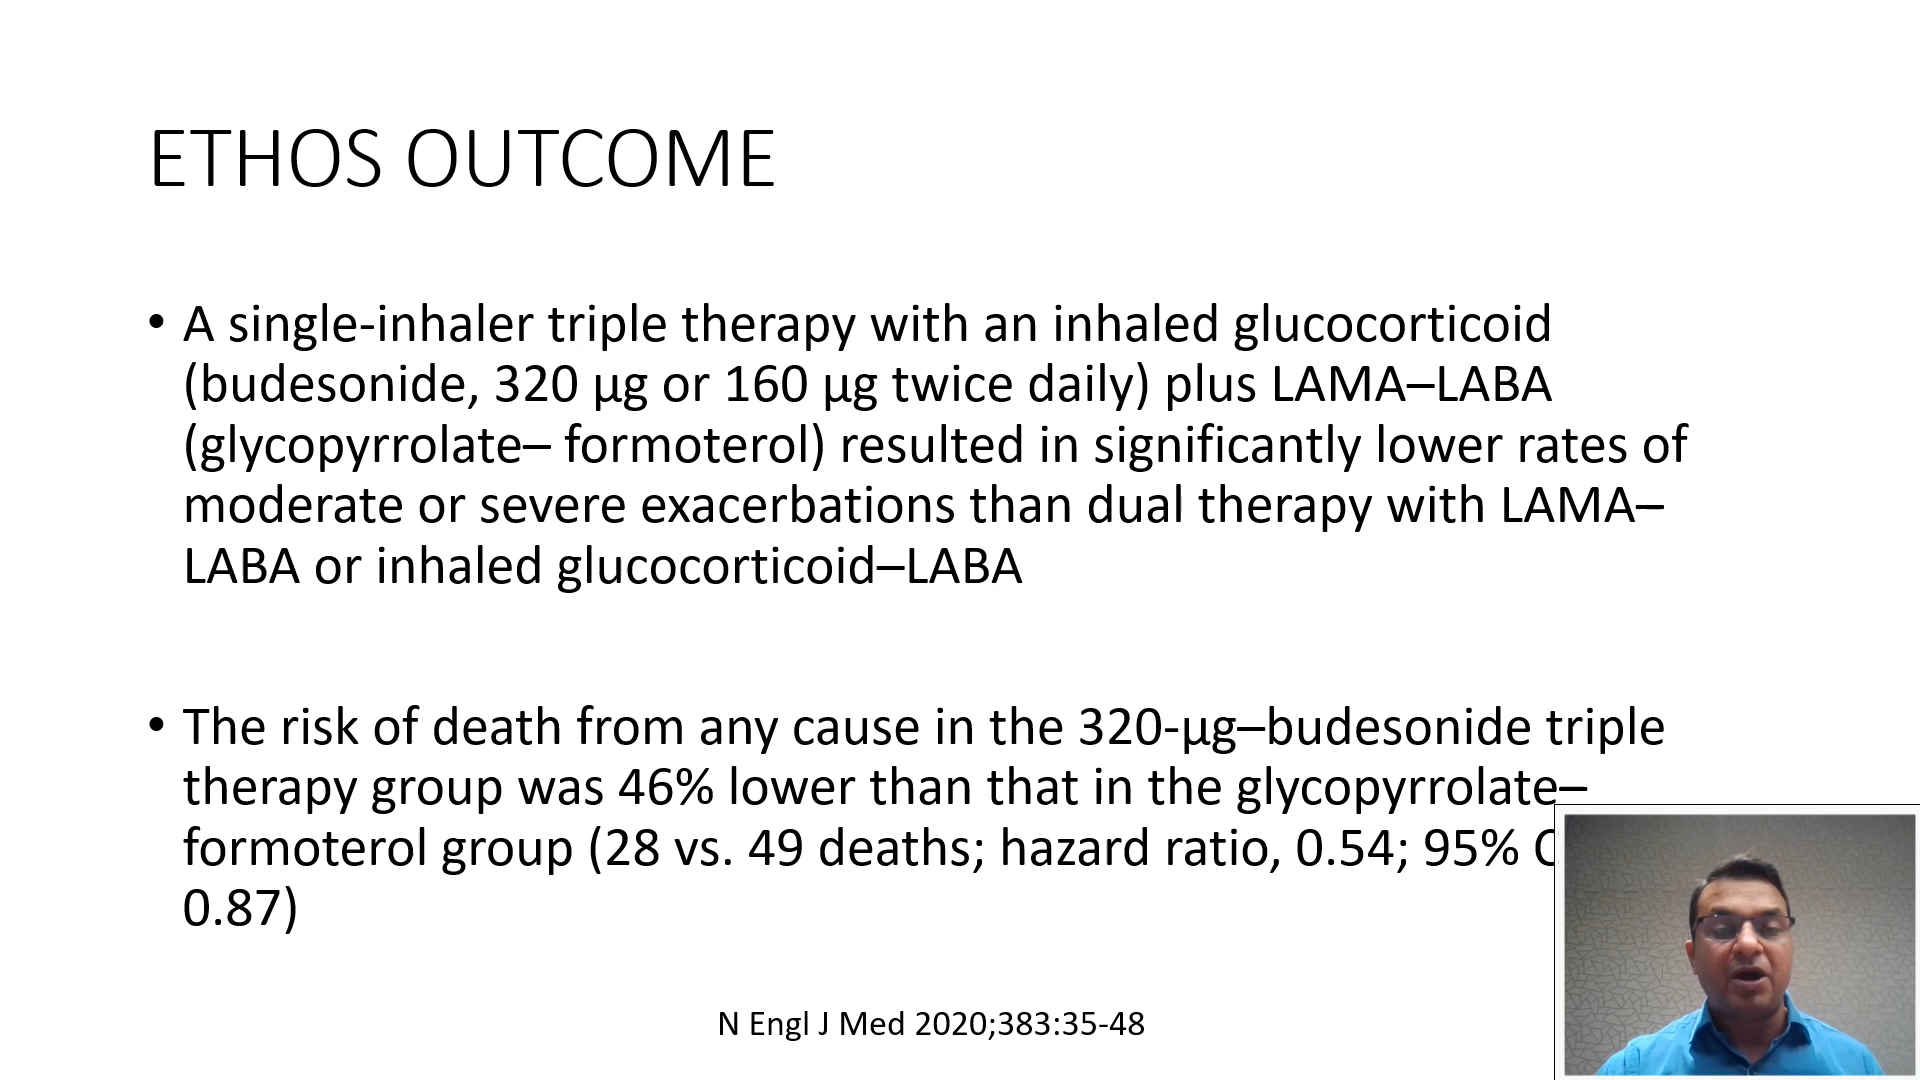 ETHOS OUTCOME
• A single-inhaler triple therapy with an inhaled glucocorticoid
(budesonide, 320 μg or 160 μg twice daily) plus LAMA–LABA
(glycopyrrolate– formoterol) resulted in significantly lower rates of
moderate or severe exacerbations than dual therapy with LAMA–
LABA or inhaled glucocorticoid–LABA
• The risk of death from any cause in the 320-μg–budesonide triple
therapy group was 46% lower than that in the glycopyrrolate–
formoterol group (28 vs. 49 deaths; hazard ratio, 0.54; 95%
0.87)
N Engl J Med 2020;383:35-48